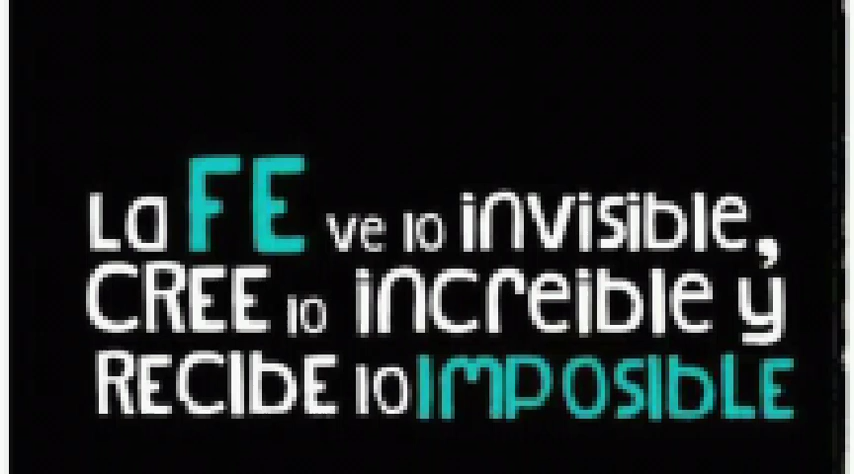 La FE ve lo invisible,
CREE lo increible y
RECIBE lo IMPOSIBLE